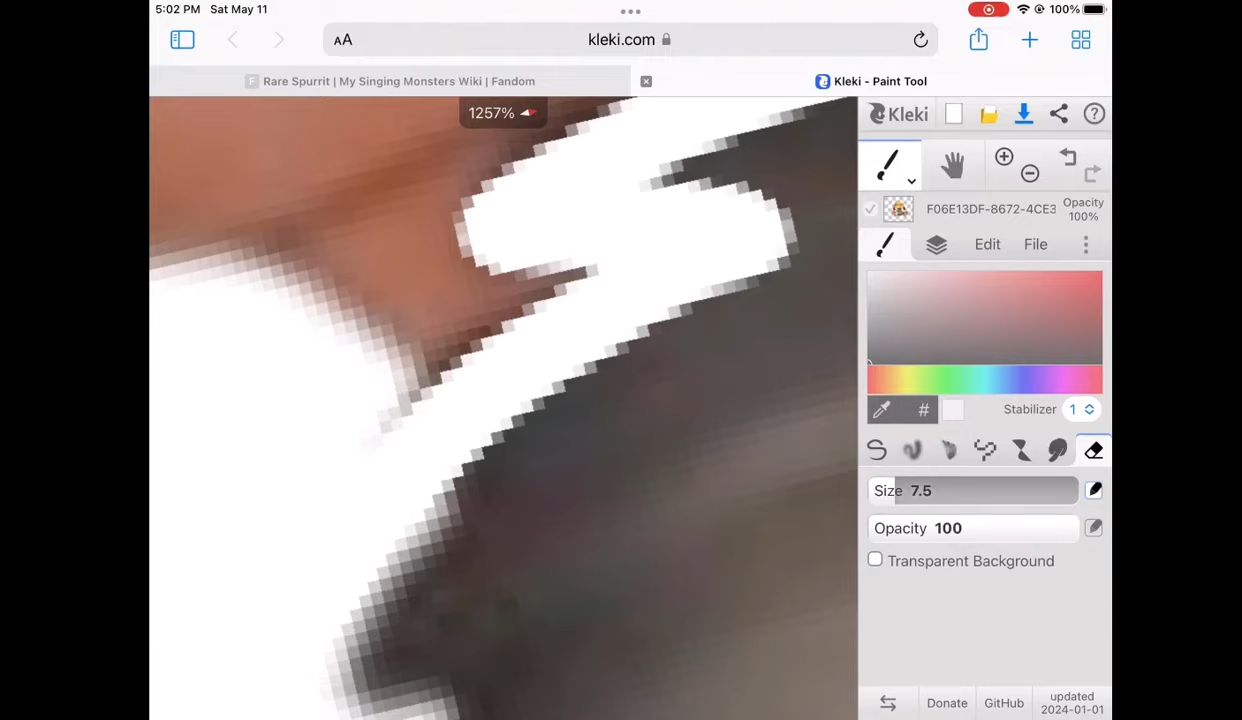 5:02 PM Sat May 11
100%
AA
kleki.com
F Rare Spurrit | My Singing Monsters Wiki | Fandom
Kleki - Paint Tool
1257%
Kleki
?
F06E13DF-8672-4CE3
Opacity
100%
Edit
File
#
Stabilizer
1
Size 7.5
Opacity 100
Transparent Background
Donate
GitHub
updated
2024-01-01